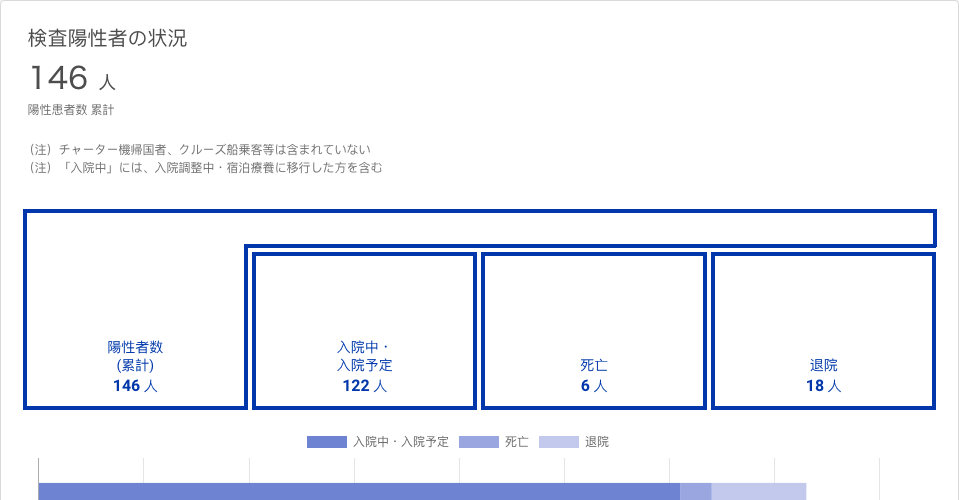 検査陽性者の状況
146 人
陽性患者数 累計
（注）チャーター機帰国者、クルーズ船乗客等は含まれていない
（注）「入院中」には、入院調整中・宿泊療養に移行した方を含む
陽性者数
(累計)
146 人
入院中・
入院予定
122 人
死亡
6 人
退院
18 人
入院中・入院予定 死亡 退院